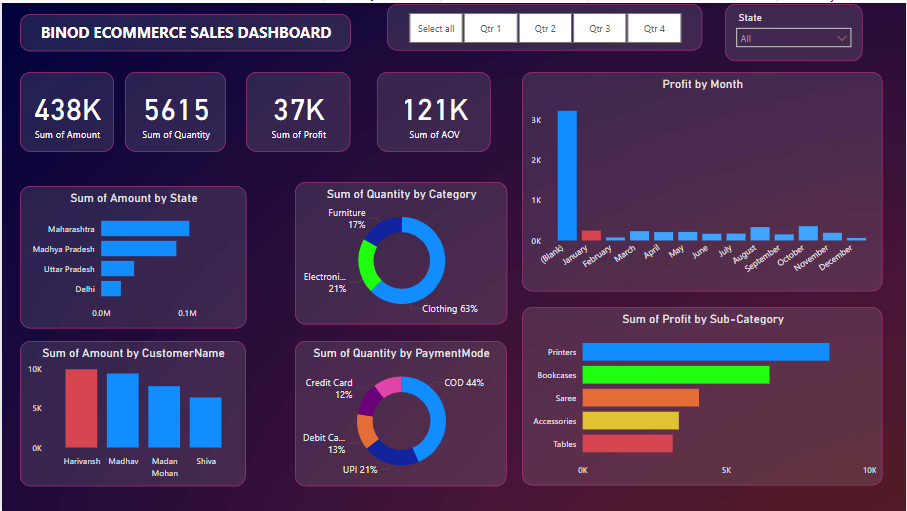 BINOD ECOMMERCE SALES DASHBOARD
Select all
Qtr 1
Qtr 2
Qtr 3
Qtr 4
State
All
438K
Sum of Amount
5615
Sum of Quantity
37K
Sum of Profit
121K
Sum of AOV
Profit by Month
3K
2K
1K
0K
(Blank)
January
February
March
April
May
June
July
August
September
October
November
December
Sum of Amount by State
Maharashtra
Madhya Pradesh
Uttar Pradesh
Delhi
0.0M
0.1M
Sum of Quantity by Category
Furniture
17%
Electroni...
21%
Clothing 63%
Sum of Profit by Sub-Category
Printers
Bookcases
Saree
Accessories
Tables
0K
5K
10K
Sum of Amount by CustomerName
10K
5K
0K
Harivansh
Madhav
Madan
Mohan
Shiva
Sum of Quantity by PaymentMode
Credit Card
12%
COD 44%
Debit Ca...
13%
UPI 21%